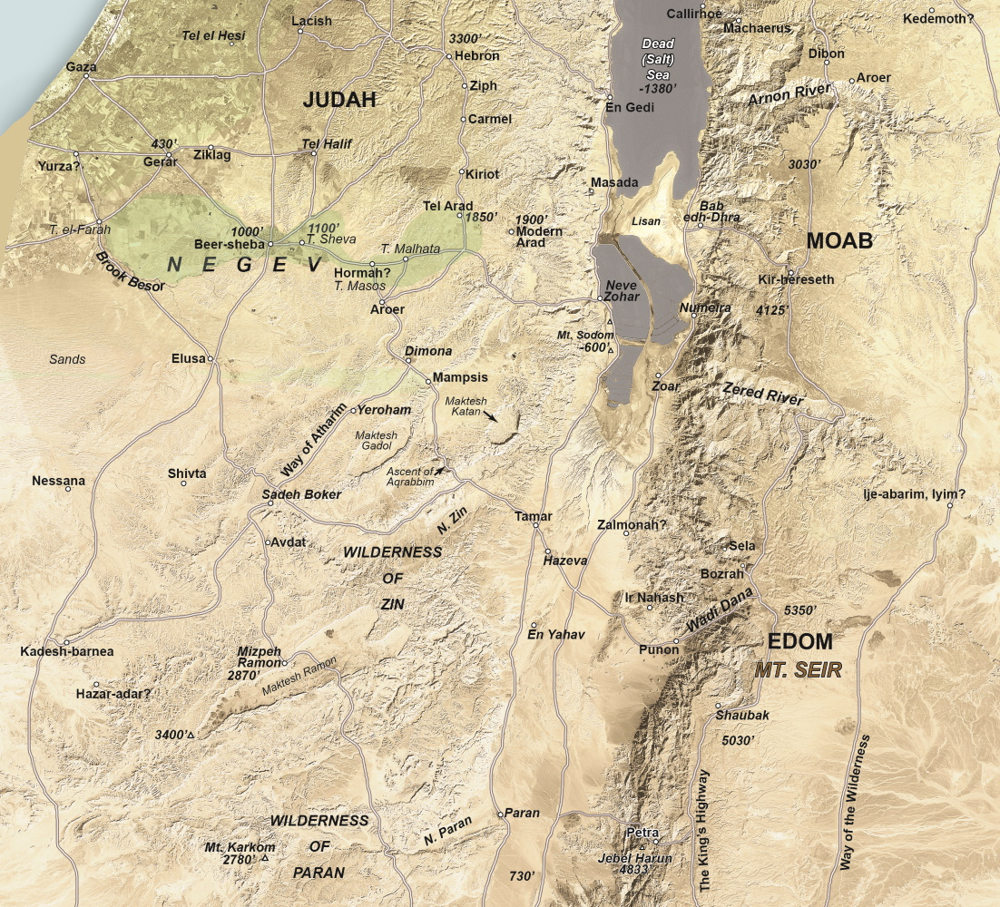 Lacish
Callirhoe
Machaerus
Kedemoth?
Tel el Hesi
3300'
Hebron
Dead
(Salt)
Sea
-1380'
Dibon
Gaza
Ziph
JUDAH
Aroer
Arnon River
En Gedi
Carmel
430'
Gerar
Ziklag
Tel Halif
Yurza?
Kiriot
3030'
Masada
Tel Arad
1850'
Bab
edh-Dhra
Lisan
T. el-Farah
1000'
Beer-sheba
1100'
T. Sheva
1900'
Modern
Arad
MOAB
T. Malhata
NEGEV
Brook Besor
Hormah?
T. Masos
Kir-hereseth
Neve
Zohar
Aroer
Numeira
4125'
Mt. Sodom
-600'
Sands
Elusa
Dimona
Mampsis
Zoar
Zered River
Maktesh
Katan
Way of Atharim
Yeroham
Maktesh
Gadol
Nessana
Shivta
Ascent of
Aqrabbim
Sadeh Boker
Ije-abarim, Iyim?
N. Zin
Tamar
Zalmonah?
Avdat
WILDERNESS
OF
ZIN
Hazeva
Sela
Bozrah
Ir Nahash
Wadi Dana
5350'
En Yahav
Punon
EDOM
MT. SEIR
Kadesh-barnea
Mizpeh
Ramon
2870'
Maktesh Ramon
Hazar-adar?
Shaubak
5030'
3400'
The King's Highway
Way of the Wilderness
Paran
WILDERNESS
OF
PARAN
N. Paran
Mt. Karkom
2780'
Petra
Jebel Harun
4833'
730'